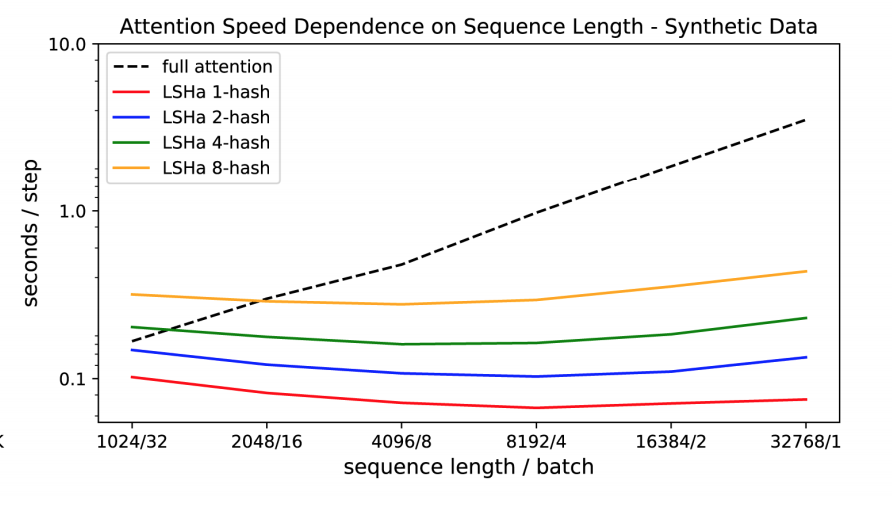 Attention Speed Dependence on Sequence Length - Synthetic Data
10.0
full attention
LSHa 1-hash
LSHa 2-hash
LSHa 4-hash
LSHa 8-hash
seconds / step
1.0
0.1
K
1024/32 2048/16 4096/8 8192/4 16384/2 32768/1
sequence length / batch